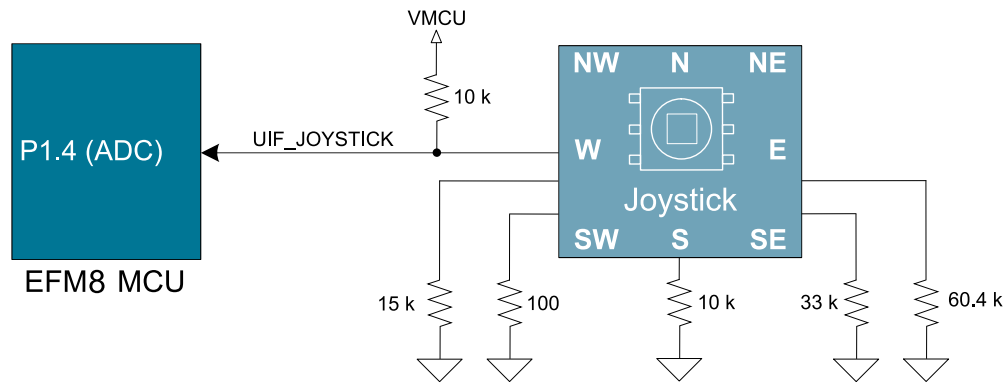 VMCU
NW N NE
10 k
UIF_JOYSTICK
P1.4 (ADC)
W E
Joystick
SW S SE
EFM8 MCU
15 k
100
10 k
33 k
60.4 k